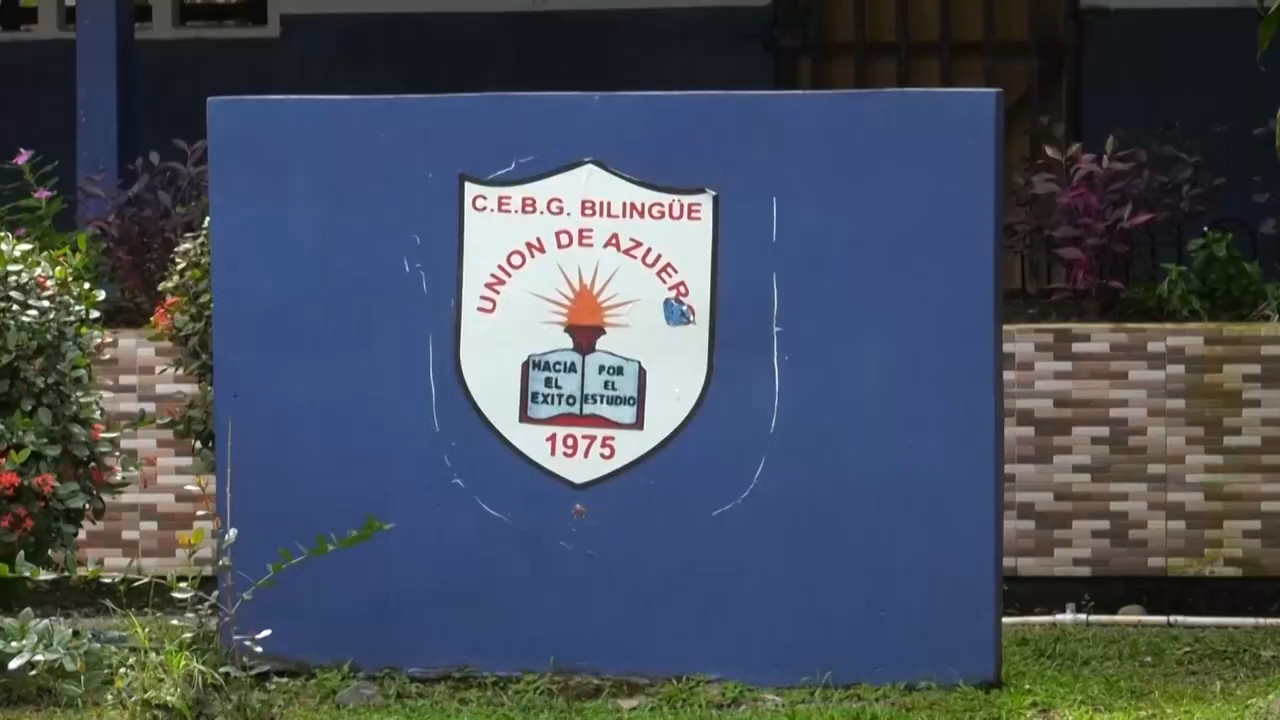 C.E.B.G. BILINGÜE
UNION DE AZUERO
HACIA
EL
EXITO
POR
EL
ESTUDIO
1975